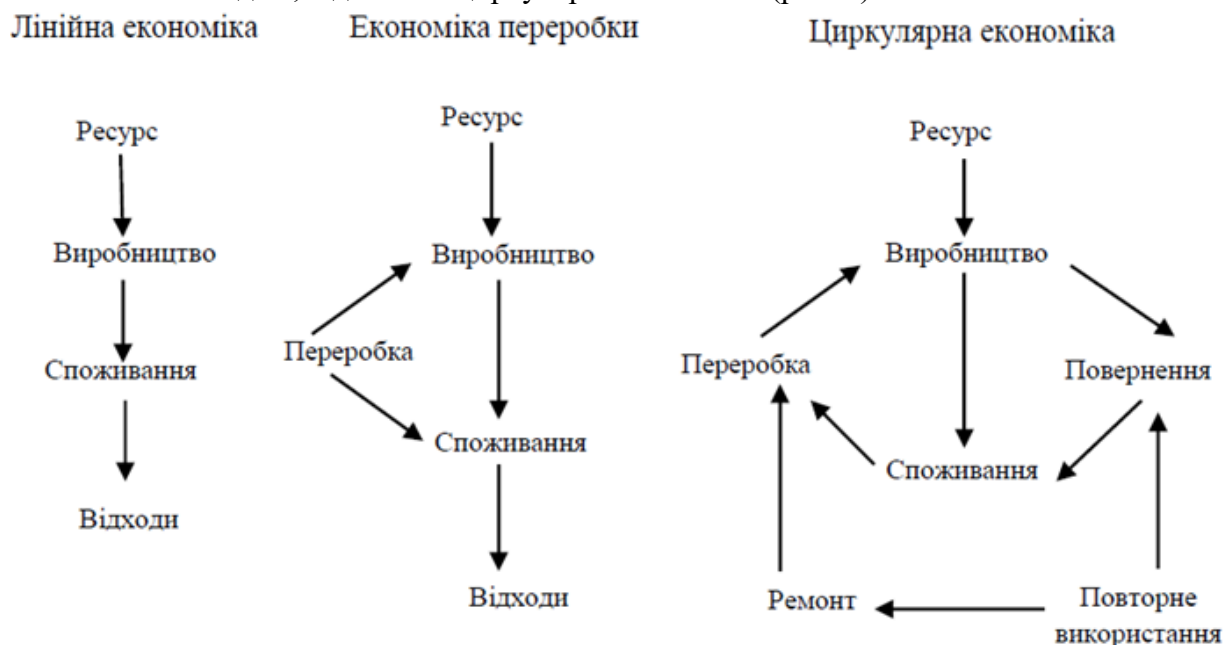 Лінійна економіка
Економіка переробки
Циркулярна економіка
Ресурс
Виробництво
Споживання
Відходи
Ресурс
Виробництво
Переробка
Споживання
Відходи
Ресурс
Виробництво
Переробка
Повернення
Споживання
Ремонт
Повторне
використання